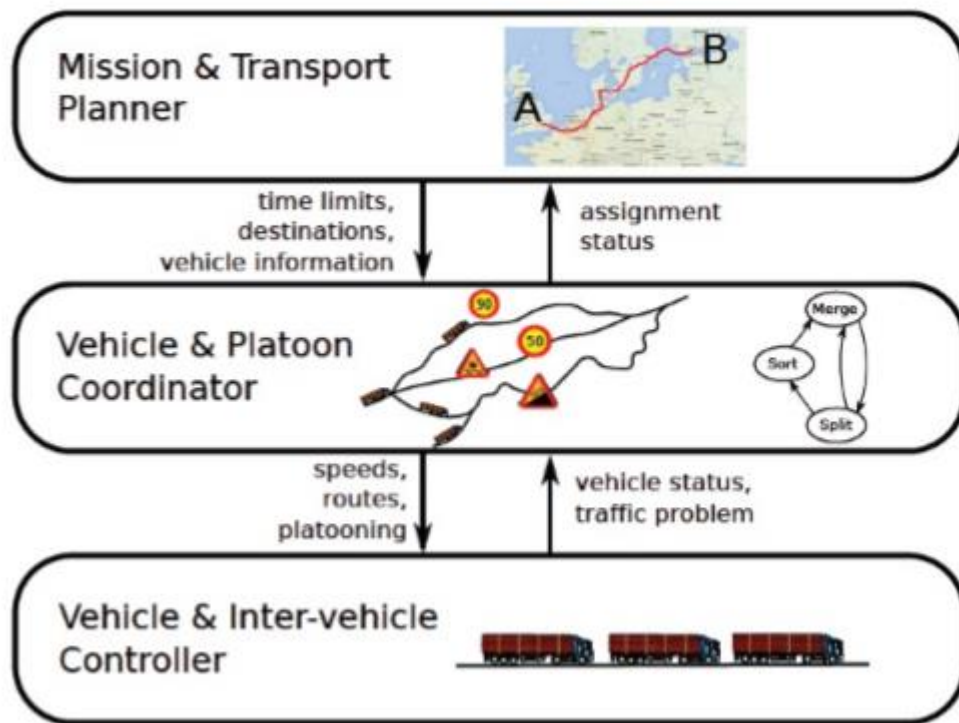 Mission & Transport
Planner
A
B
time limits,
destinations,
vehicle information
assignment
status
Vehicle & Platoon
Coordinator
90
50
Merge
Sort
Split
speeds,
routes,
platooning
vehicle status,
traffic problem
Vehicle & Inter-vehicle
Controller